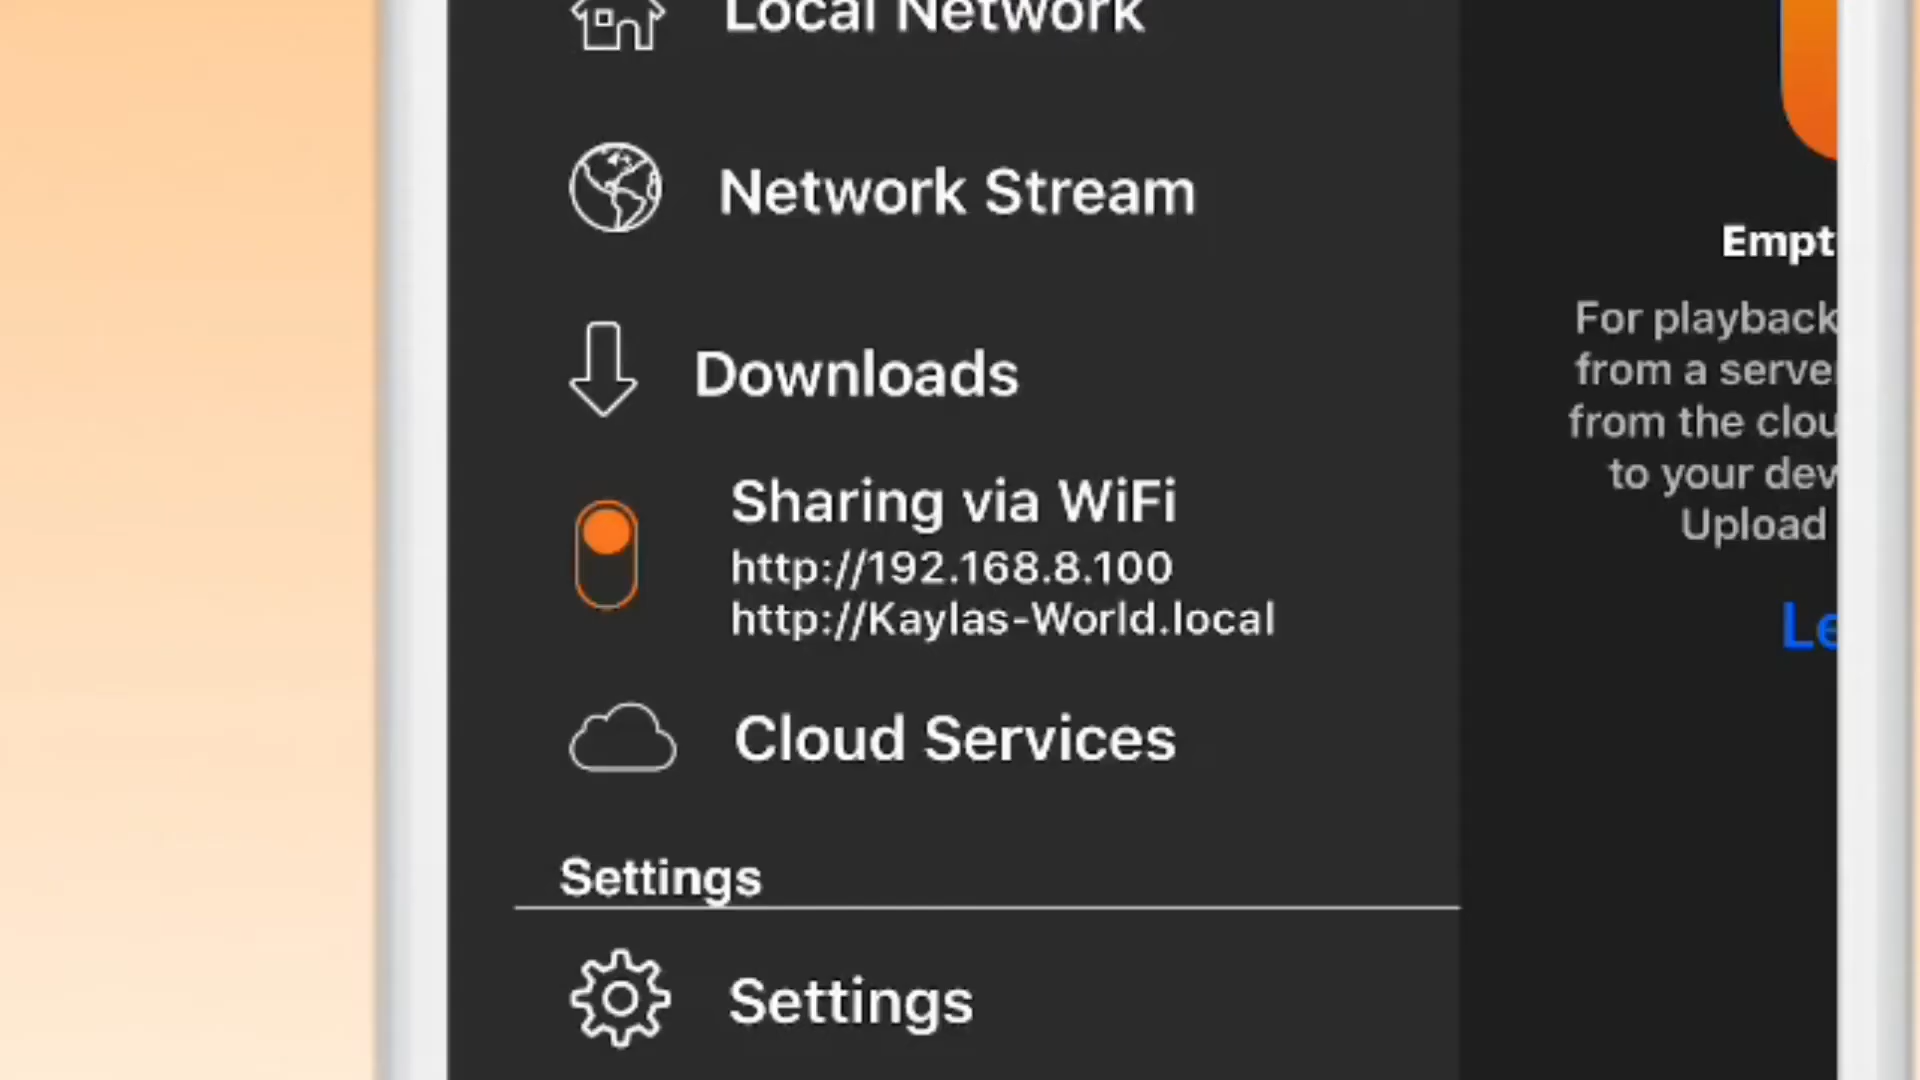 Local Network
Network Stream
Downloads
Sharing via WiFi
http://192.168.8.100
http://Kaylas-World.local
Cloud Services
Settings
Settings
Empt
For playback
from a server
from the clou
to your dev
Upload
Le